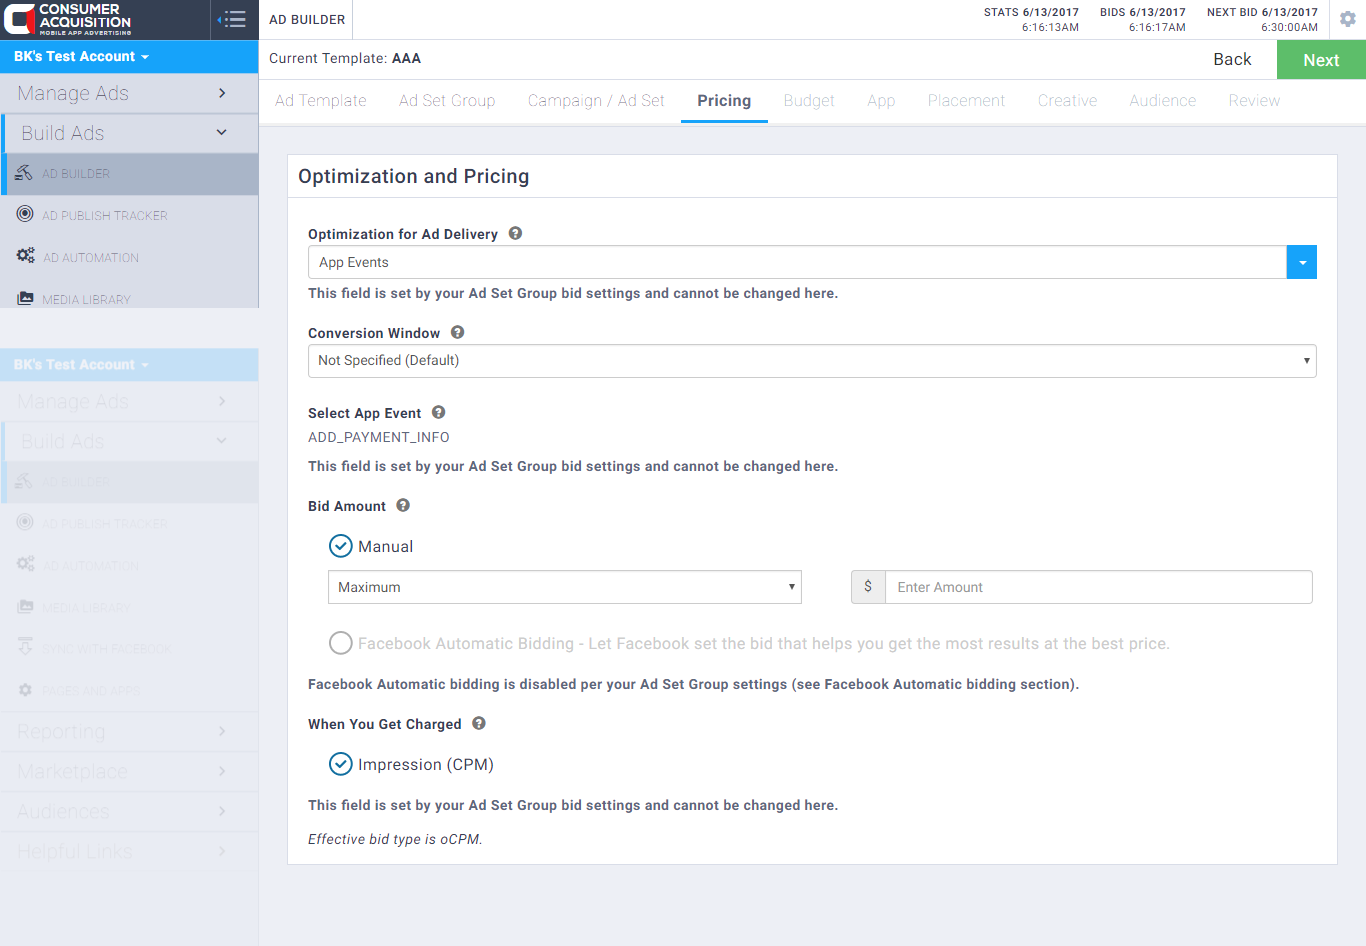 CONSUMER
ACQUISITION
MOBILE APP ADVERTISING
AD BUILDER
STATS 6/13/2017
6:16:13AM
BIDS 6/13/2017
6:16:17AM
NEXT BID 6/13/2017
6:30:00AM
BK's Test Account
Current Template: AAA
Back
Next
Manage Ads
Build Ads
AD BUILDER
AD PUBLISH TRACKER
AD AUTOMATION
MEDIA LIBRARY
Ad Template
Ad Set Group
Campaign / Ad Set
Pricing
Budget
App
Placement
Creative
Audience
Review
BK's Test Account
Manage Ads
Build Ads
AD BUILDER
AD PUBLISH TRACKER
AD AUTOMATION
MEDIA LIBRARY
SYNC WITH FACEBOOK
PAGES AND APPS
Reporting
Marketplace
Audiences
Helpful Links
Optimization and Pricing
Optimization for Ad Delivery
App Events
This field is set by your Ad Set Group bid settings and cannot be changed here.
Conversion Window
Not Specified (Default)
Select App Event
ADD_PAYMENT_INFO
This field is set by your Ad Set Group bid settings and cannot be changed here.
Bid Amount
Manual
Maximum
$ Enter Amount
Facebook Automatic Bidding - Let Facebook set the bid that helps you get the most results at the best price.
Facebook Automatic bidding is disabled per your Ad Set Group settings (see Facebook Automatic bidding section).
When You Get Charged
Impression (CPM)
This field is set by your Ad Set Group bid settings and cannot be changed here.
Effective bid type is oCPM.